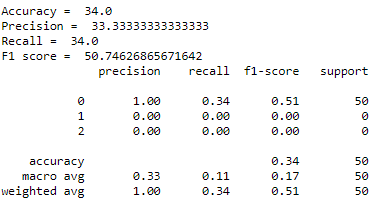 Accuracy =  34.0
Precision =  33.33333333333333
Recall =  34.0
F1 score =  50.74626865671642
precision recall f1-score support
0 1.00 0.34 0.51 50
1 0.00 0.00 0.00 0
2 0.00 0.00 0.00 0
accuracy 0.34 50
macro avg 0.33 0.11 0.17 50
weighted avg 1.00 0.34 0.51 50